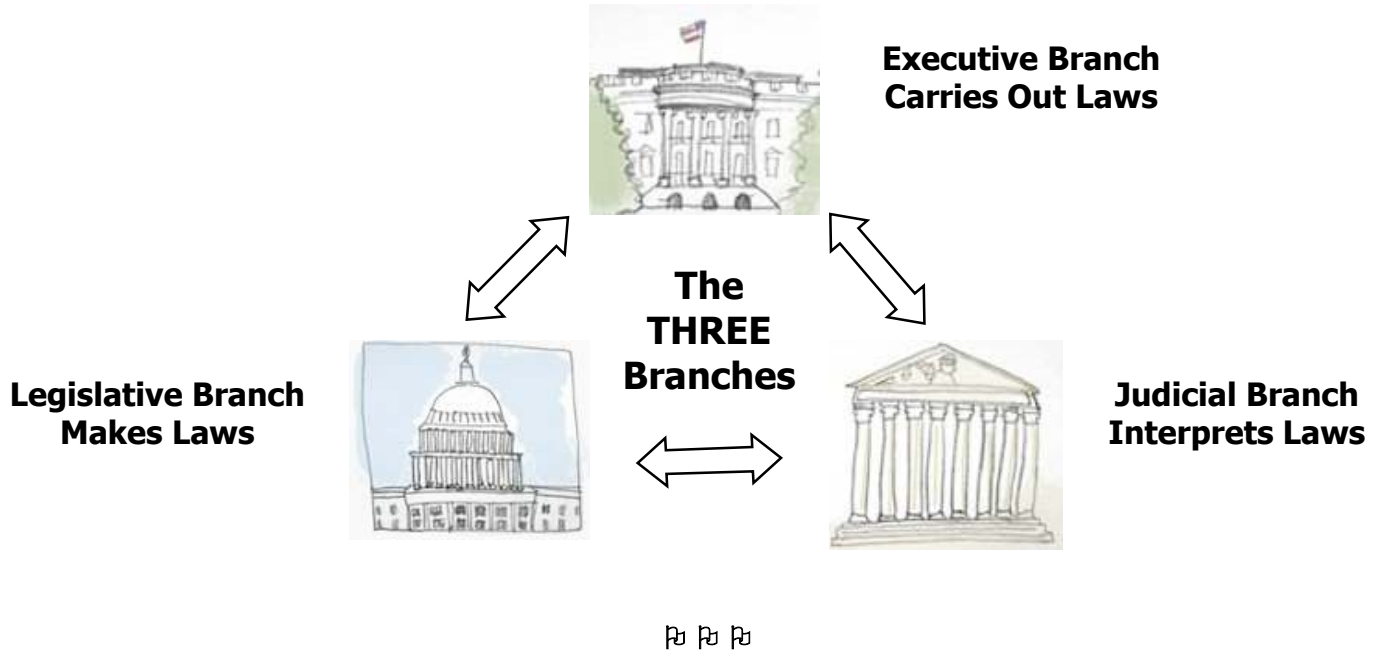 Executive Branch
Carries Out Laws
The
THREE
Branches
Legislative Branch
Makes Laws
Judicial Branch
Interprets Laws